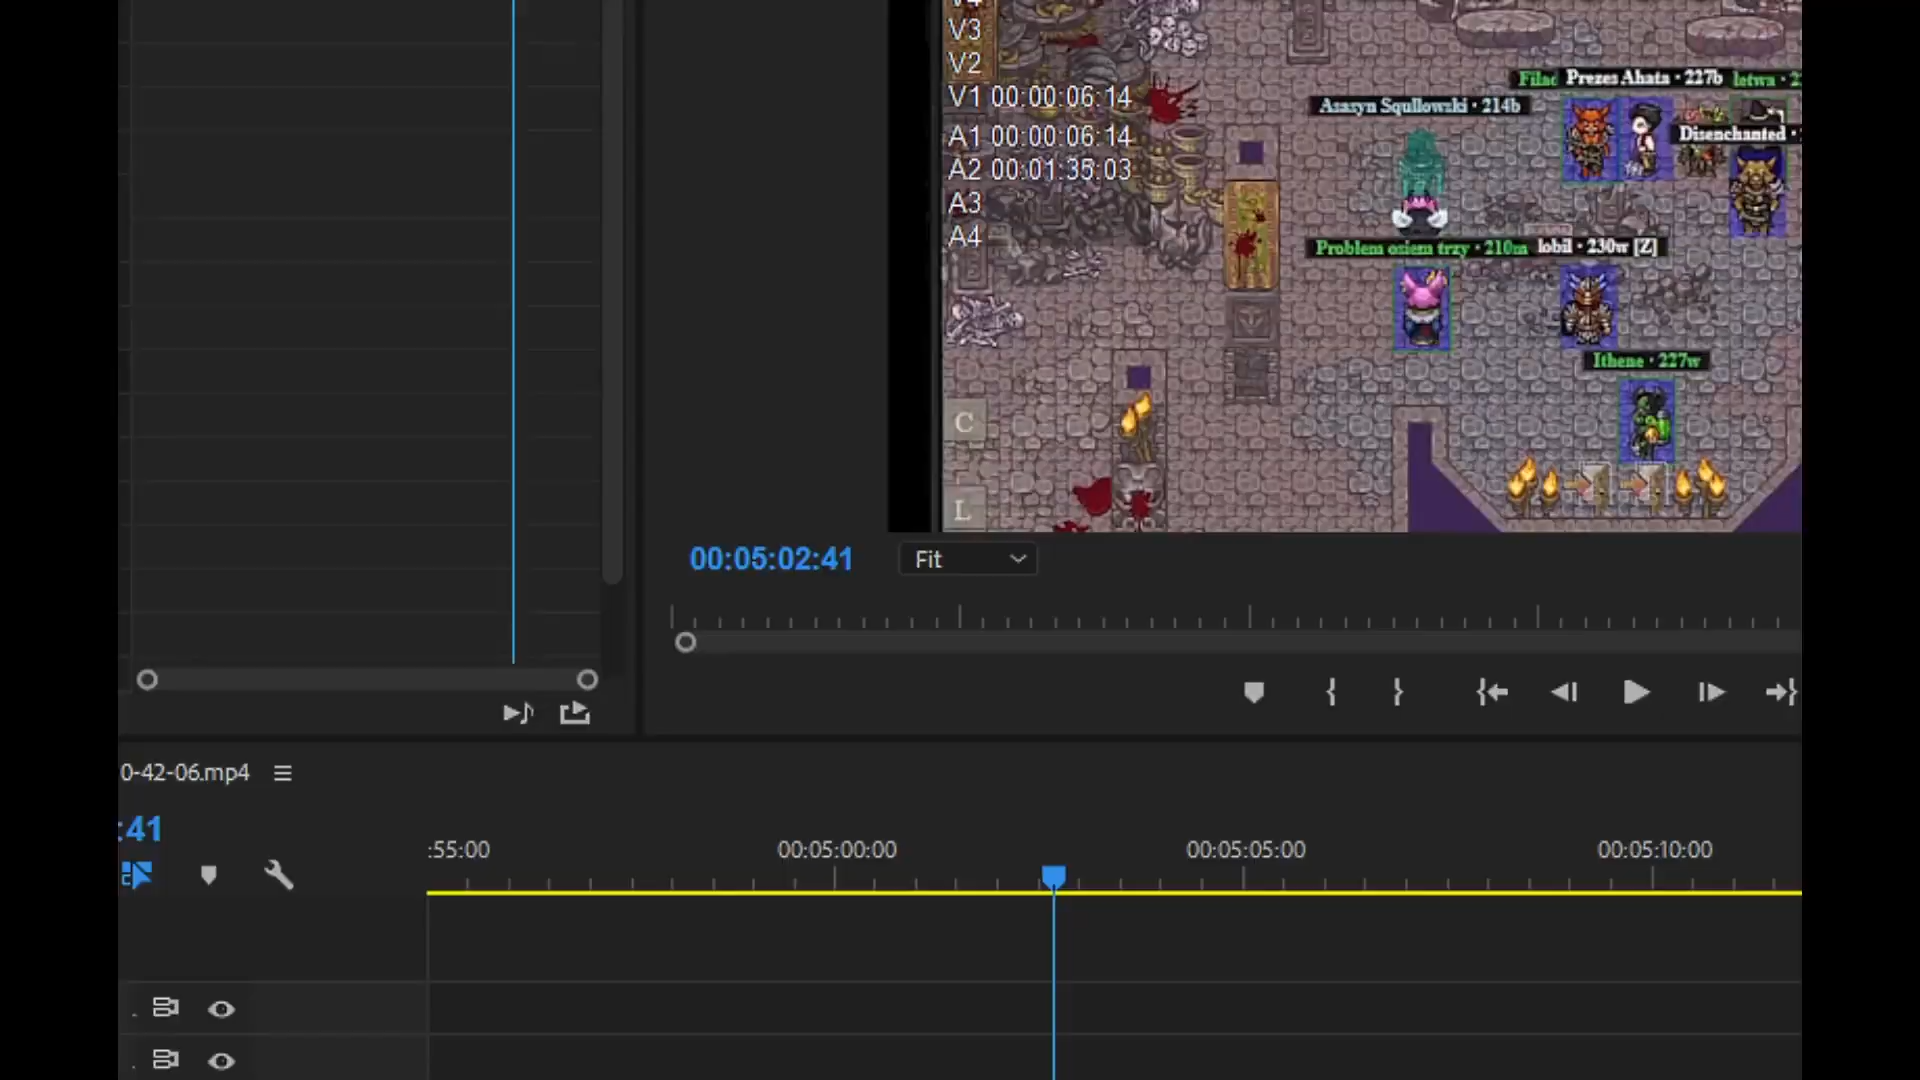 V3
V2
V1 00:00:06:14
A1 00:00:06:14
A2 00:01:35:03
A3
A4
Prezes Ahata · 227b
letwa
Asasyn Squllowski · 214b
Disenchanted
Problem osiem trzy · 210m
lobil · 230w [Z]
Ithene · 227w
C
L
00:05:02:41
Fit
0-42-06.mp4
:41
:55:00
00:05:00:00
00:05:05:00
00:05:10:00